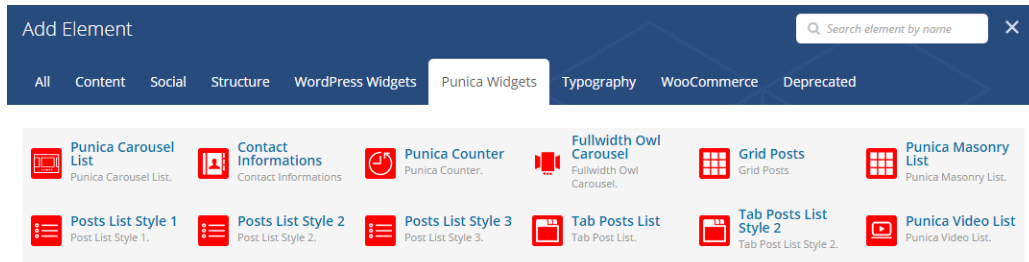 Add Element
Search element by name
All Content Social Structure WordPress Widgets Punica Widgets Typography WooCommerce Deprecated
Punica Carousel
List
Punica Carousel List.
Contact
Informations
Contact Informations
Punica Counter
Punica Counter.
Fullwidth Owl
Carousel
Fullwidth Owl
Carousel.
Grid Posts
Grid Posts
Punica Masonry
List
Punica Masonry List.
Posts List Style 1
Post List Style 1.
Posts List Style 2
Post List Style 2.
Posts List Style 3
Post List Style 3.
Tab Posts List
Tab Post List.
Tab Posts List
Style 2
Tab Post List Style 2.
Punica Video List
Punica Video List.